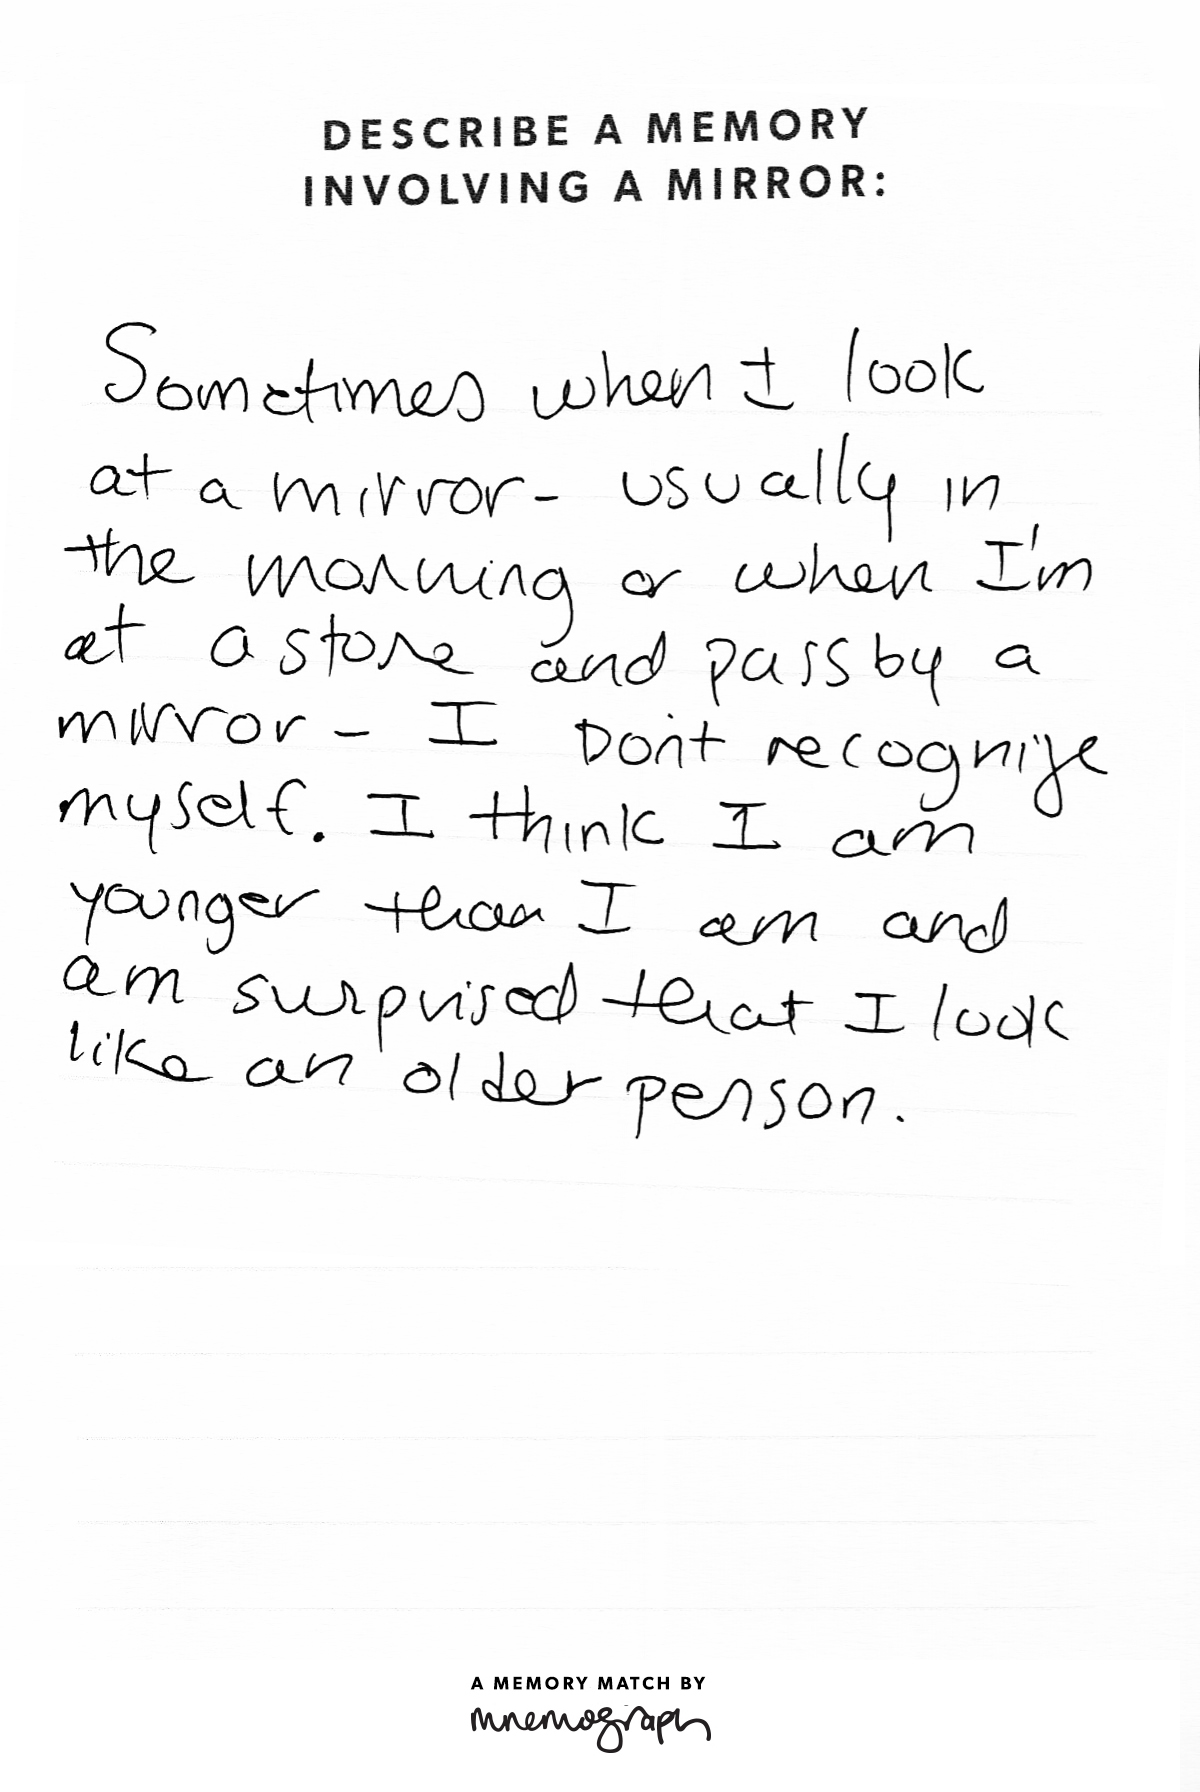 DESCRIBE A MEMORY
INVOLVING A MIRROR:
Sometimes when I look
at a mirror - usually in
the morning or when I'm
at a store and pass by a
mirror - I Don't recognize
myself. I think I am
younger than I am and
am surprised that I look
like an older person.
A MEMORY MATCH BY
mnemograph